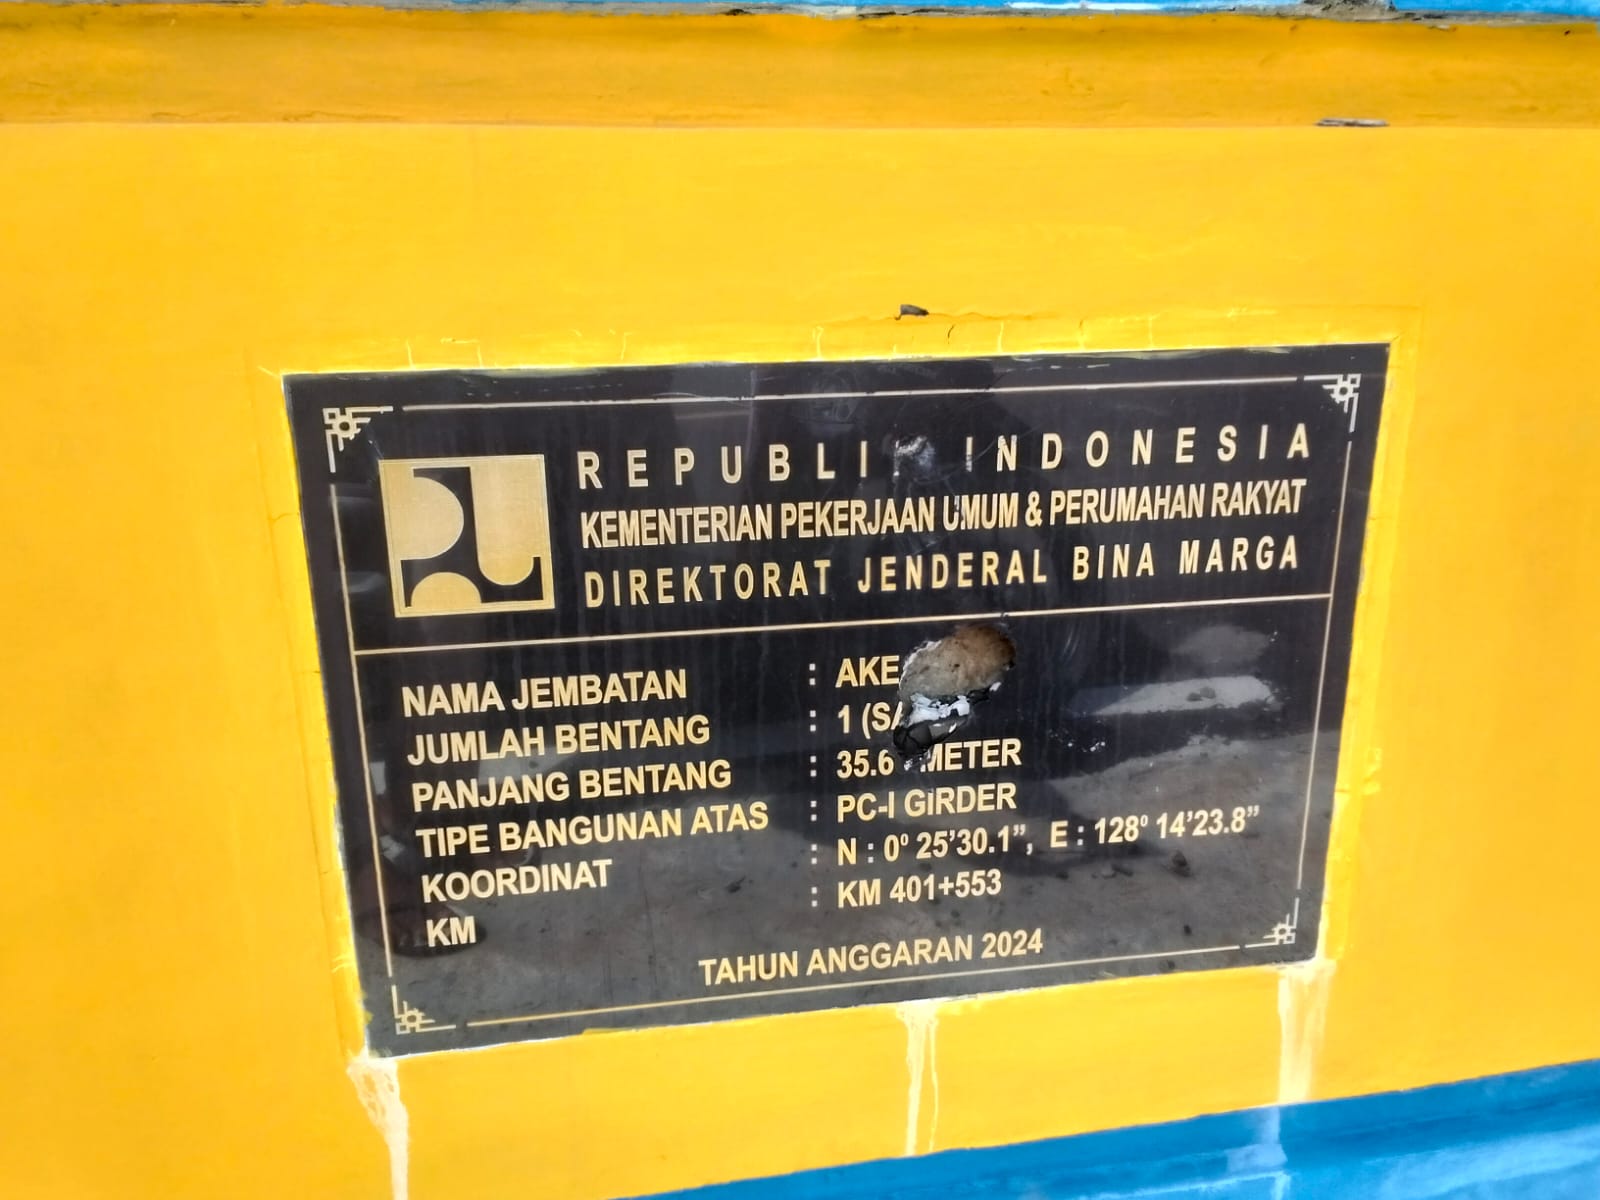 REPUBLIK INDONESIA
KEMENTERIAN PEKERJAAN UMUM & PERUMAHAN RAKYAT
DIREKTORAT JENDERAL BINA MARGA
NAMA JEMBATAN : AKE
JUMLAH BENTANG : 1
PANJANG BENTANG : METER
TIPE BANGUNAN ATAS : PC-I GIRDER
KOORDINAT : N : 0° 25’30.1”, E : 128° 14’23.8”
KM : KM 401+553
TAHUN ANGGARAN 2024